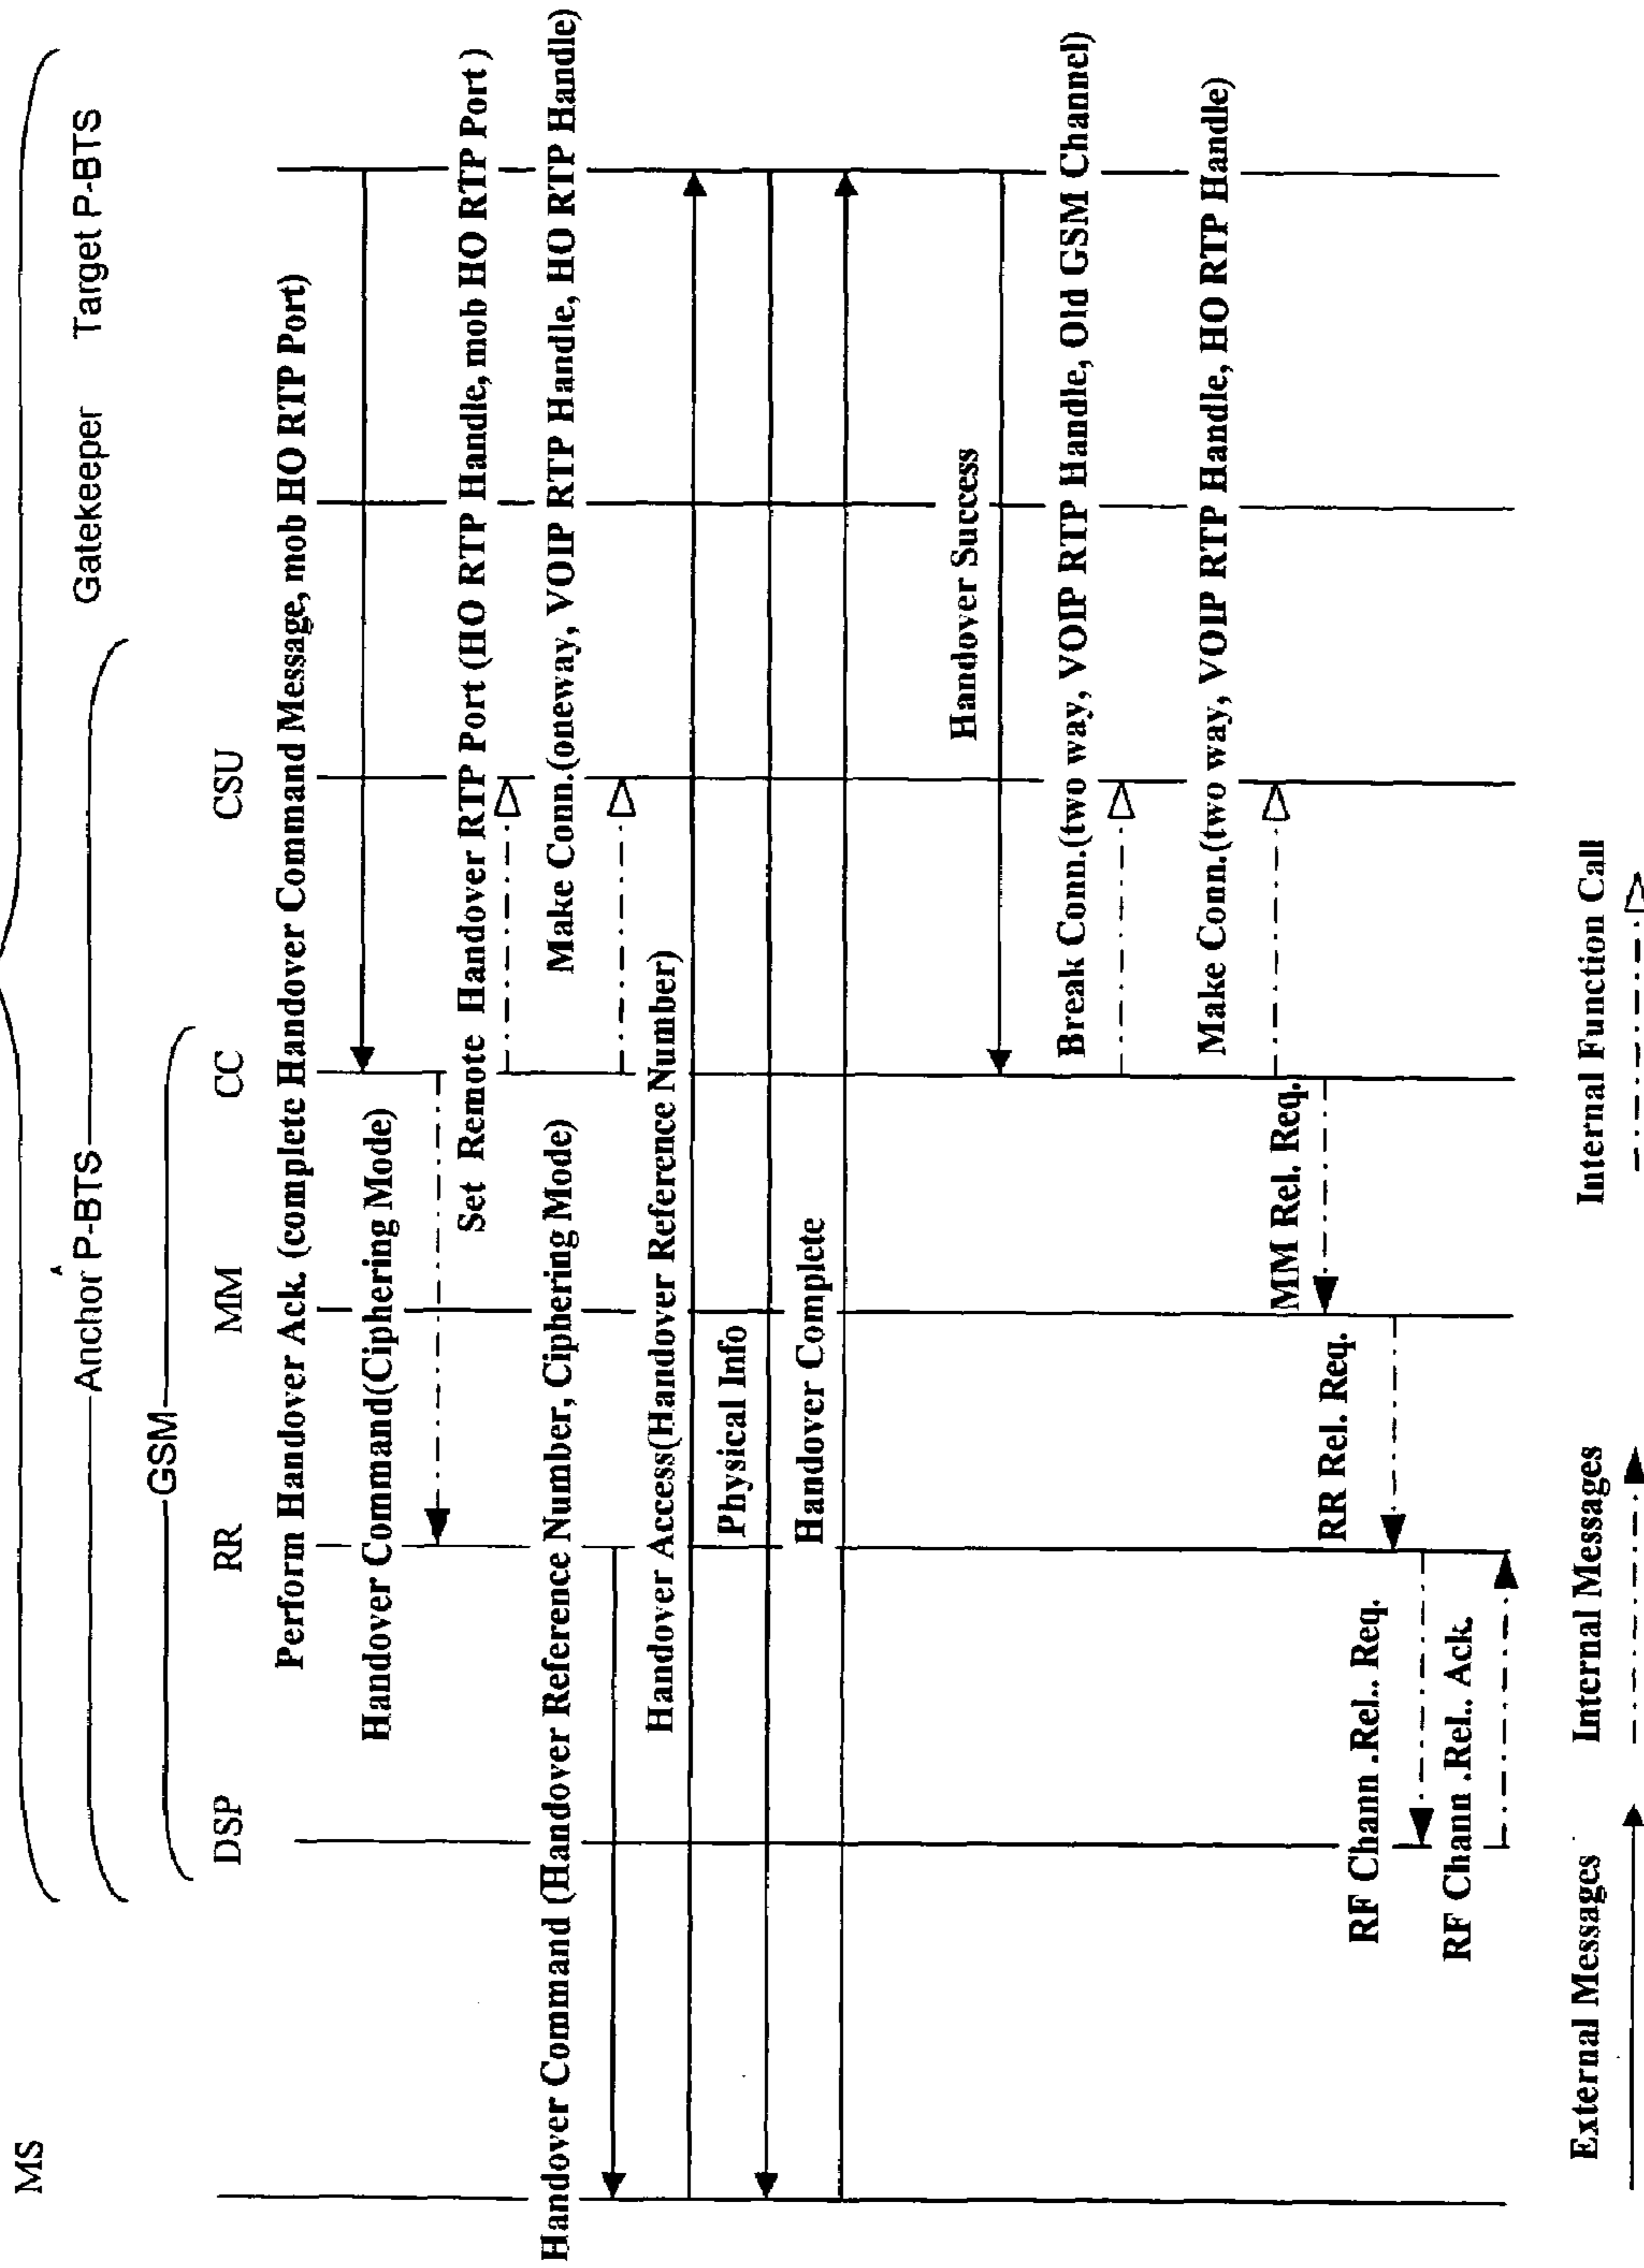 MS
Anchor P-BTS
Gatekeeper
Target P-BTS
GSM
DSP
RR
MM
CC
CSU
Perform Handover Ack. (complete Handover Command Message, mob HO RTP Port)
Handover Command(Ciphering Mode)
Set Remote Handover RTP Port (HO RTP Handle, mob HO RTP Port )
Handover Command (Handover Reference Number, Ciphering Mode)
Make Conn.(oneway, VOIP RTP Handle, HO RTP Handle)
Handover Access(Handover Reference Number)
Physical Info
Handover Complete
Handover Success
Break Conn.(two way, VOIP RTP Handle, Old GSM Channel)
Make Conn.(two way, VOIP RTP Handle, HO RTP Handle)
MM Rel. Req.
RR Rel. Req.
RF Chann .Rel.. Req.
RF Chann .Rel.. Ack.
External Messages
Internal Messages
Internal Function Call